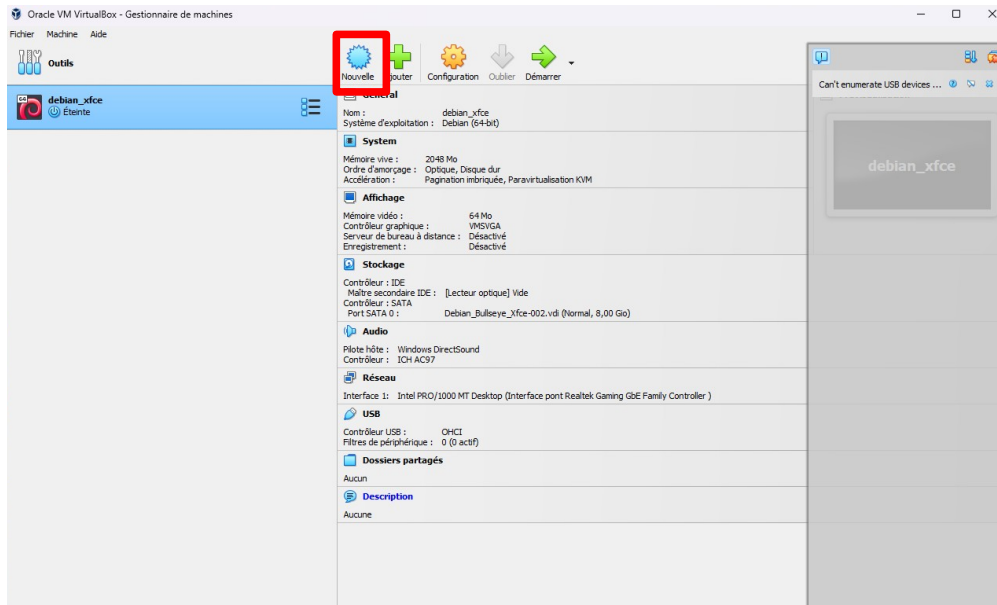 Oracle VM VirtualBox - Gestionnaire de machines
Fichier Machine Aide
Outils
Nouvelle Ajouter Configuration Oublier Démarrer
64
debian_xfce
Éteinte
Général
Nom : debian_xfce
Système d'exploitation : Debian (64-bit)
System
Mémoire vive : 2048 Mo
Ordre d'amorçage : Optique, Disque dur
Accélération : Pagination imbriquée, Paravirtualisation KVM
Affichage
Mémoire vidéo : 64 Mo
Contrôleur graphique : VMSVGA
Serveur de bureau à distance : Désactivé
Enregistrement : Désactivé
Stockage
Contrôleur : IDE
Maître secondaire IDE : [Lecteur optique] Vide
Contrôleur : SATA
Port SATA 0 : Debian_Bullseye_Xfce-002.vdi (Normal, 8,00 Gio)
Audio
Pilote hôte : Windows DirectSound
Contrôleur : ICH AC97
Réseau
Interface 1: Intel PRO/1000 MT Desktop (Interface pont Realtek Gaming GbE Family Controller )
USB
Contrôleur USB : OHCI
Filtres de périphérique : 0 (0 actif)
Dossiers partagés
Aucun
Description
Aucune
Can't enumerate USB devices ...
debian_xfce